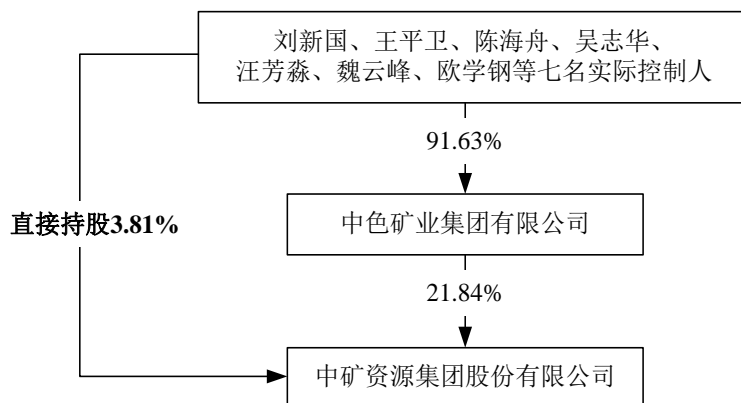 刘新国、王平卫、陈海舟、吴志华、
汪芳淼、魏云峰、欧学钢等七名实际控制人
91.63%
直接持股3.81%
中色矿业集团有限公司
21.84%
中矿资源集团股份有限公司